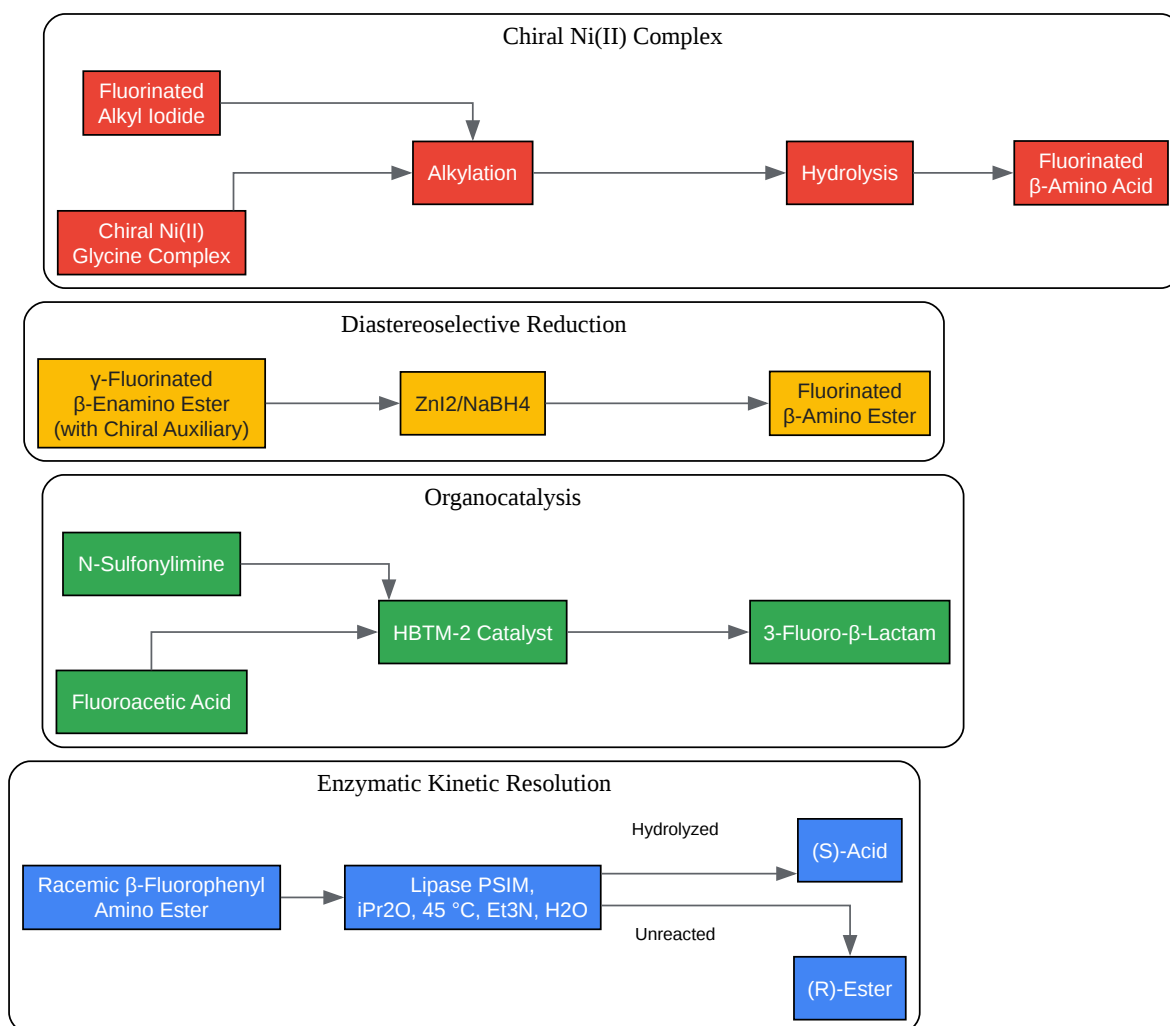 Chiral Ni(II) Complex
Fluorinated
Alkyl Iodide
Alkylation
Hydrolysis
Fluorinated
β-Amino Acid
Chiral Ni(II)
Glycine Complex
Diastereoselective Reduction
γ-Fluorinated
β-Enamino Ester
(with Chiral Auxiliary)
ZnI2/NaBH4
Fluorinated
β-Amino Ester
Organocatalysis
N-Sulfonylimine
HBTM-2 Catalyst
3-Fluoro-β-Lactam
Fluoroacetic Acid
Enzymatic Kinetic Resolution
Racemic β-Fluorophenyl
Amino Ester
Lipase PSIM,
iPr2O, 45 °C, Et3N, H2O
Hydrolyzed
(S)-Acid
Unreacted
(R)-Ester